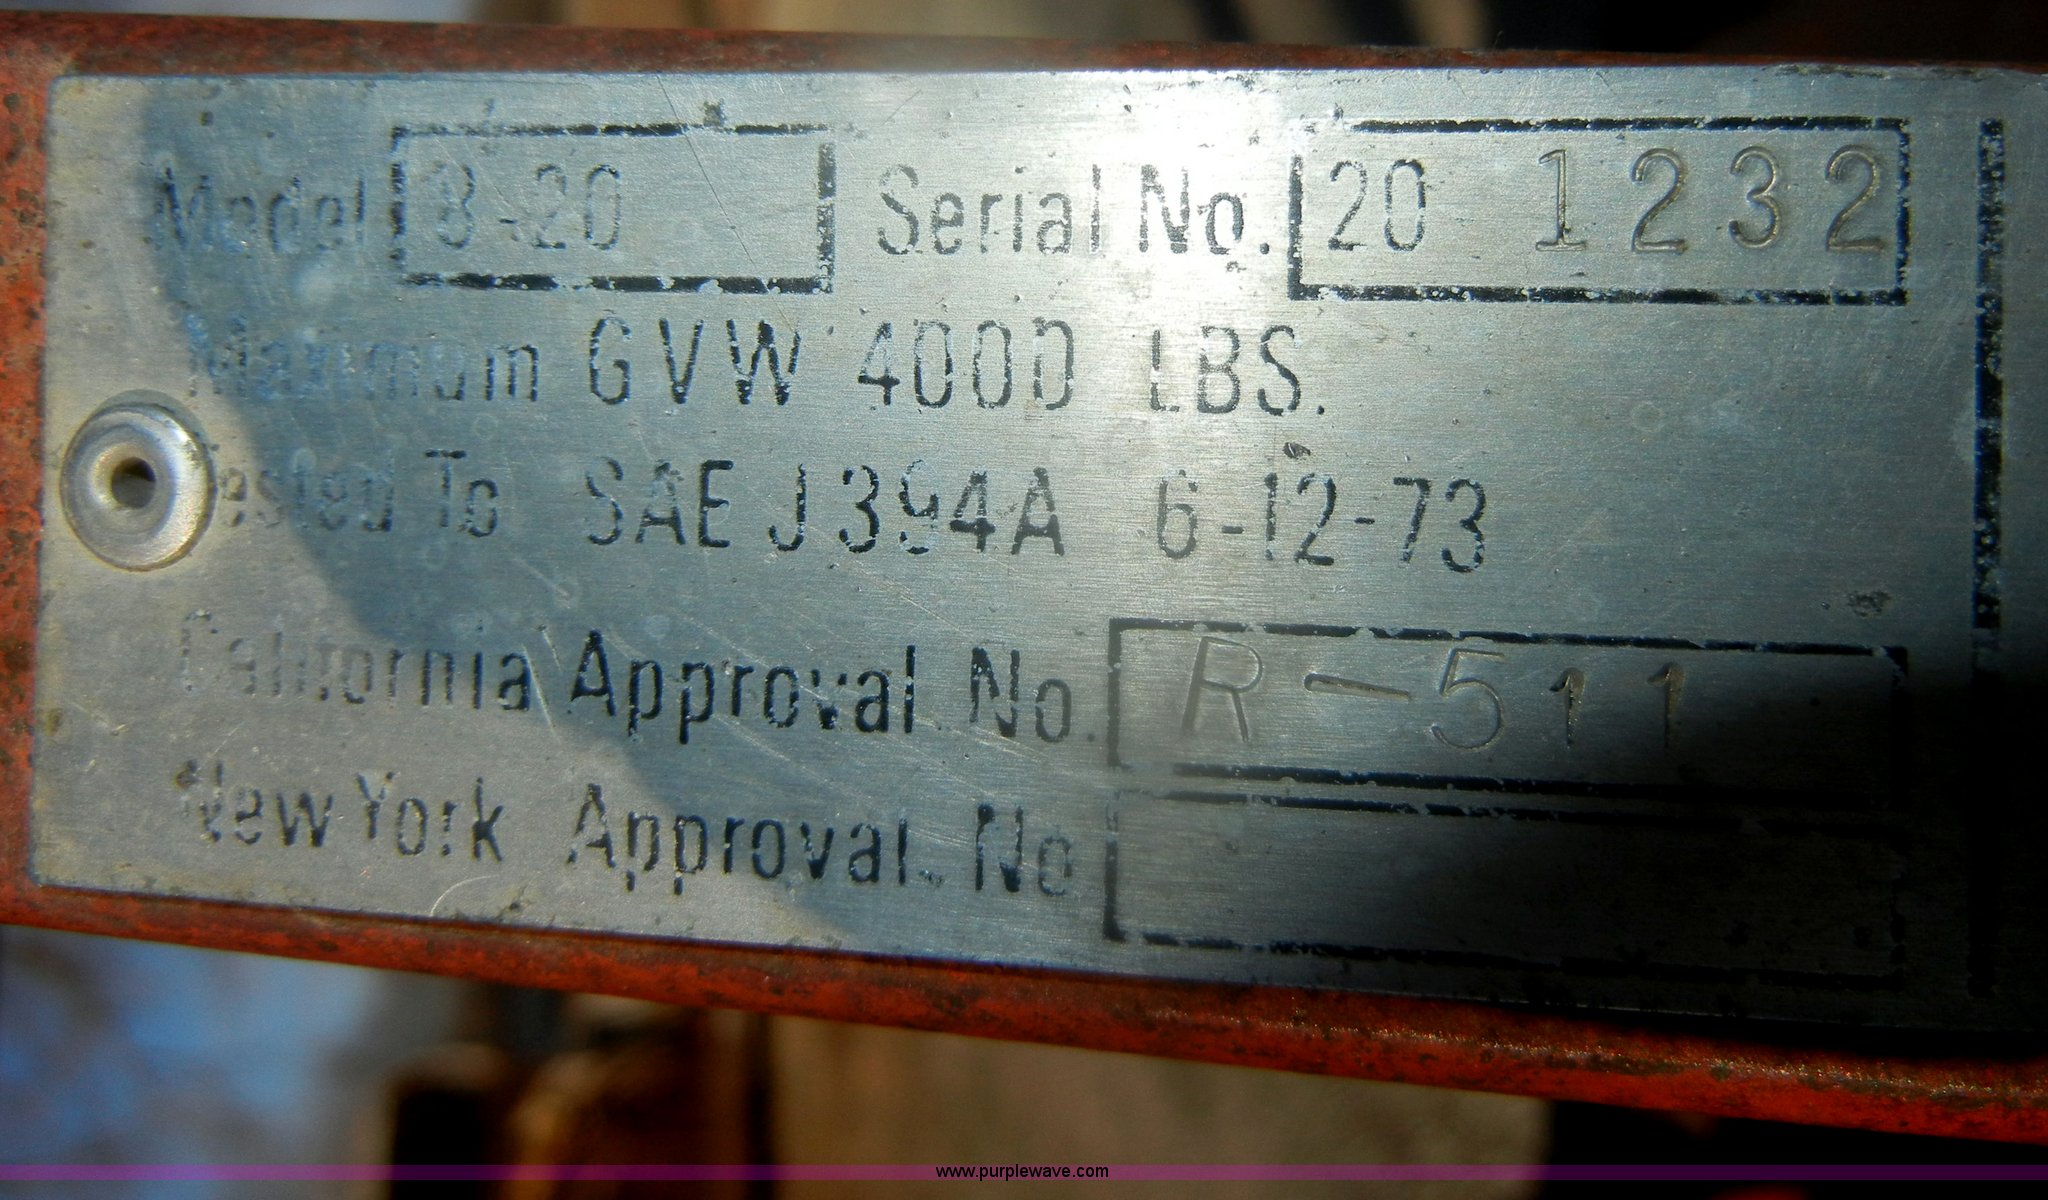 Model 8-20 Serial No. 20 1232
Maximum GVW 4000 LBS.
Tested To SAE J394A 6-12-73
California Approval No. R-511
New York Approval No
www.purplewave.com